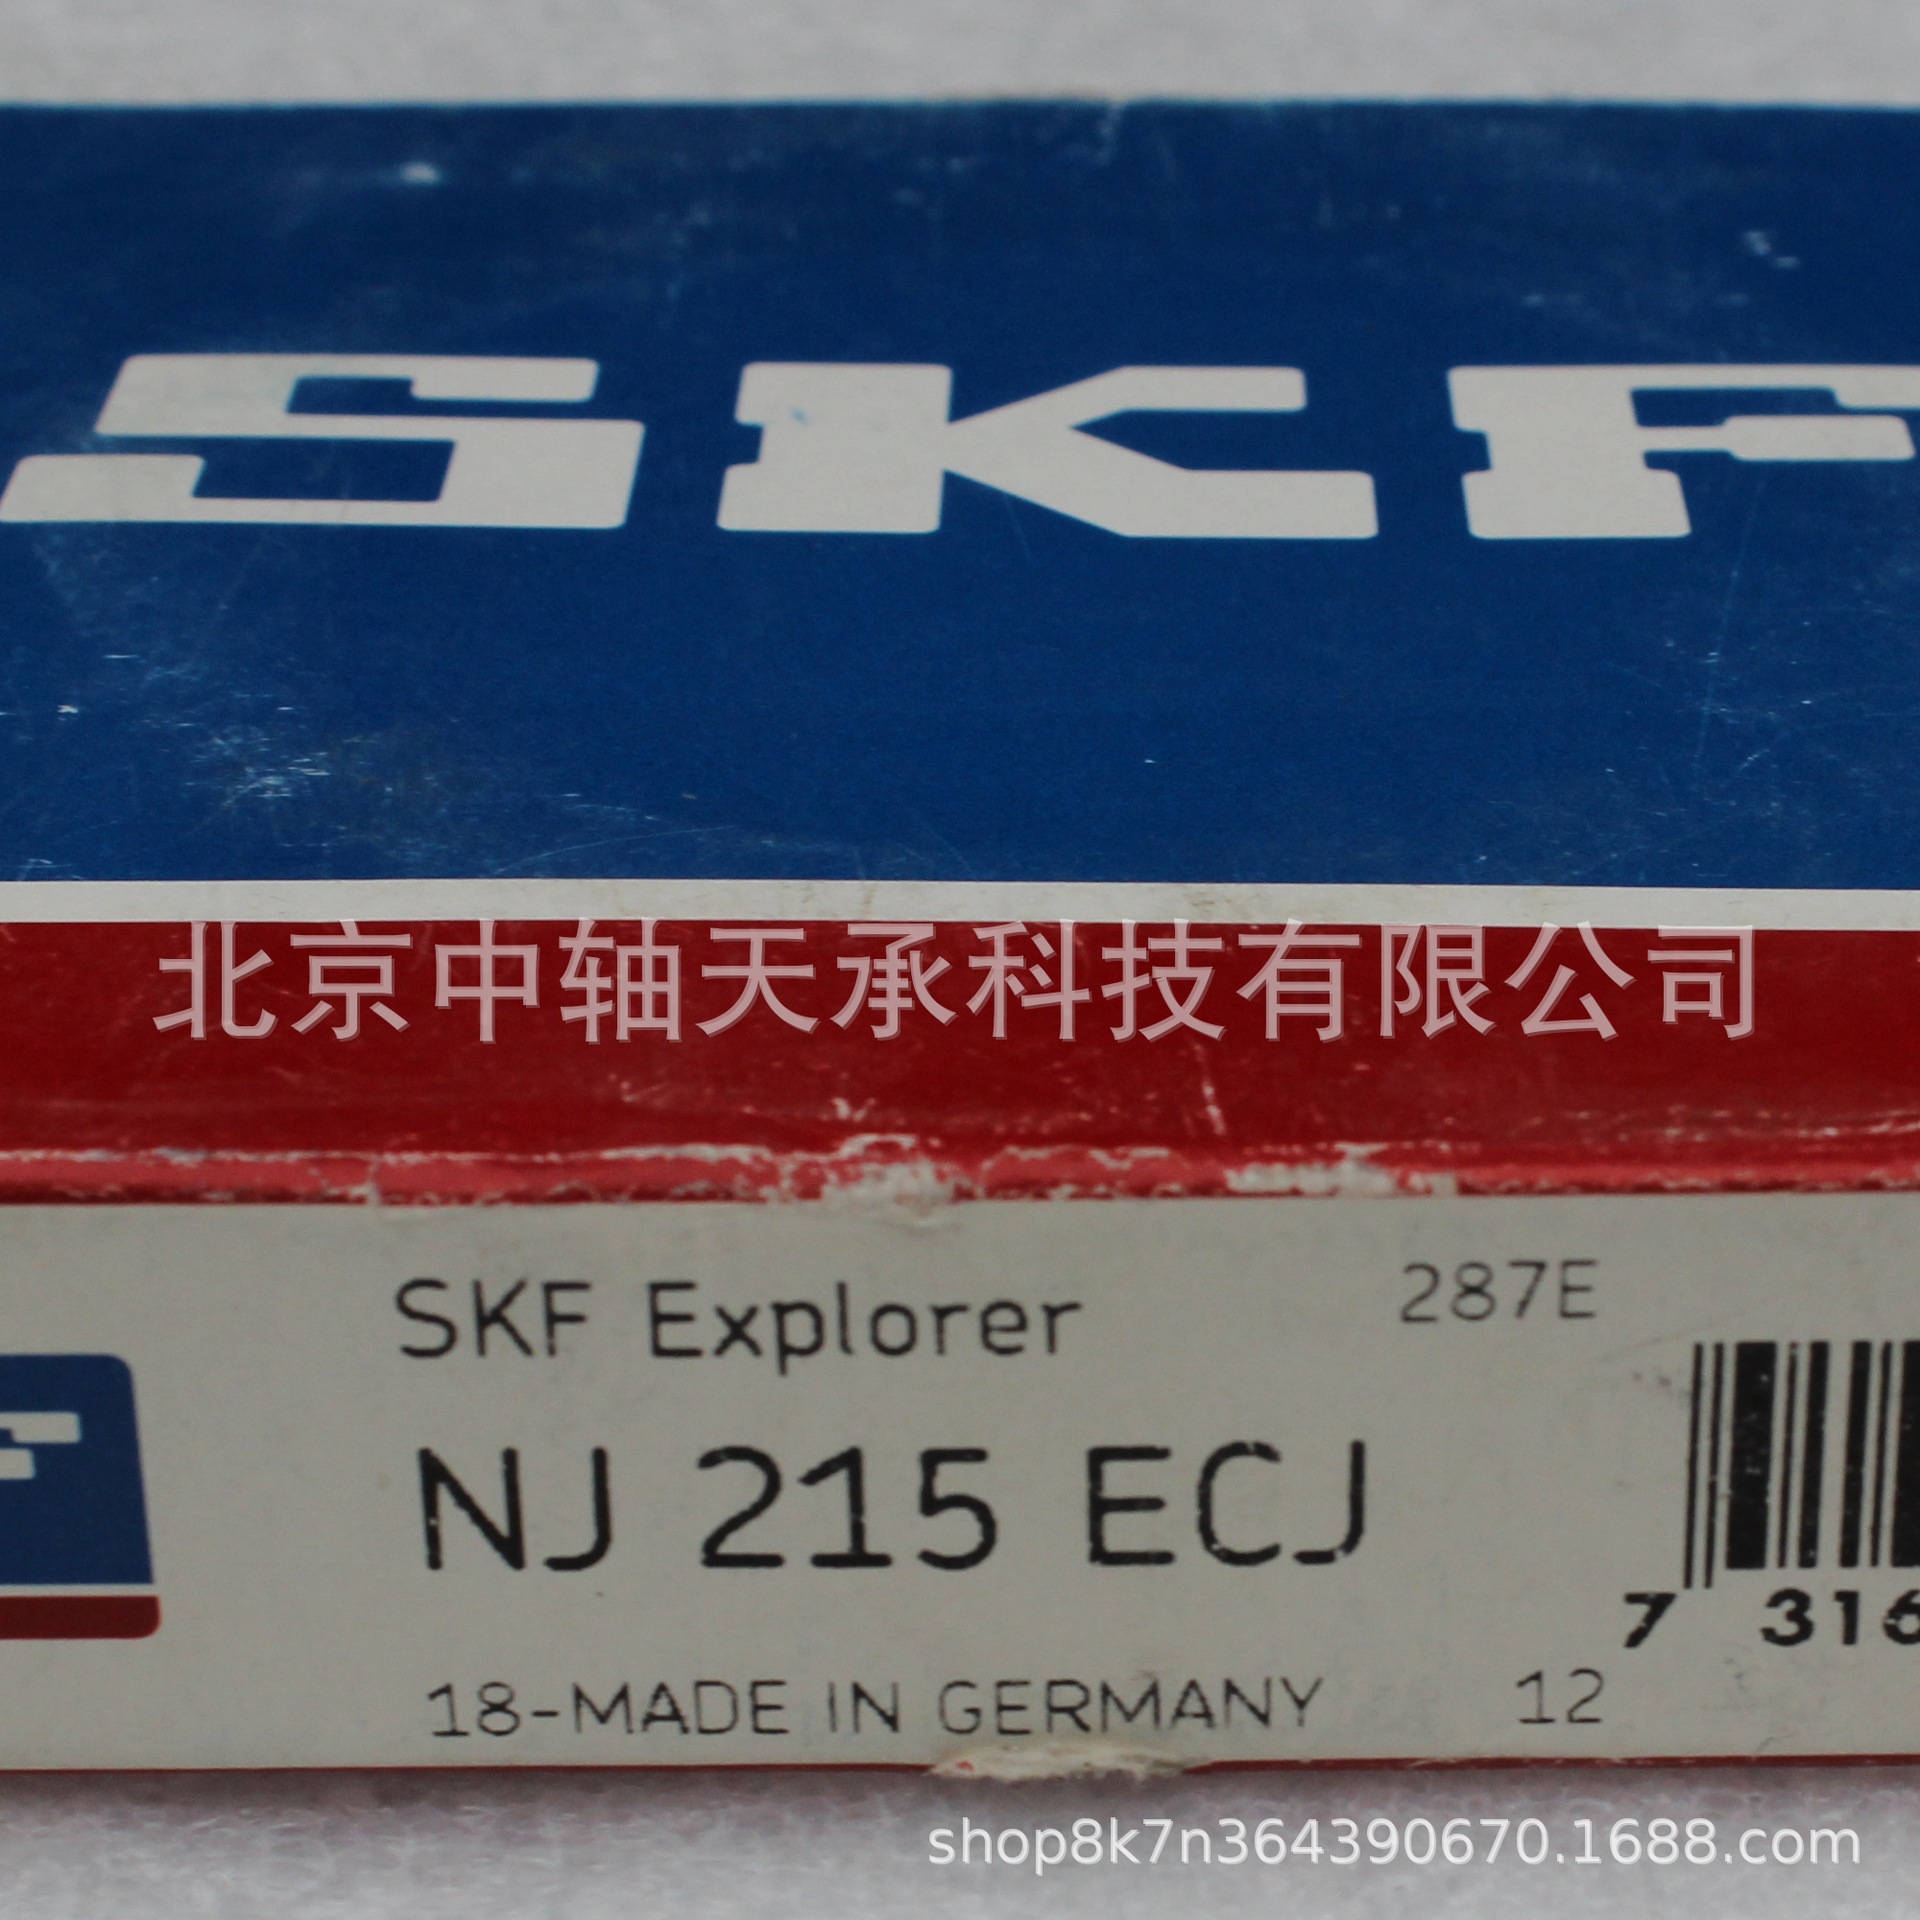 SKF
北京中轴天承科技有限公司
SKF Explorer
287E
NJ 215 ECJ
7 316
18-MADE IN GERMANY
12
shop8k7n364390670.1688.com